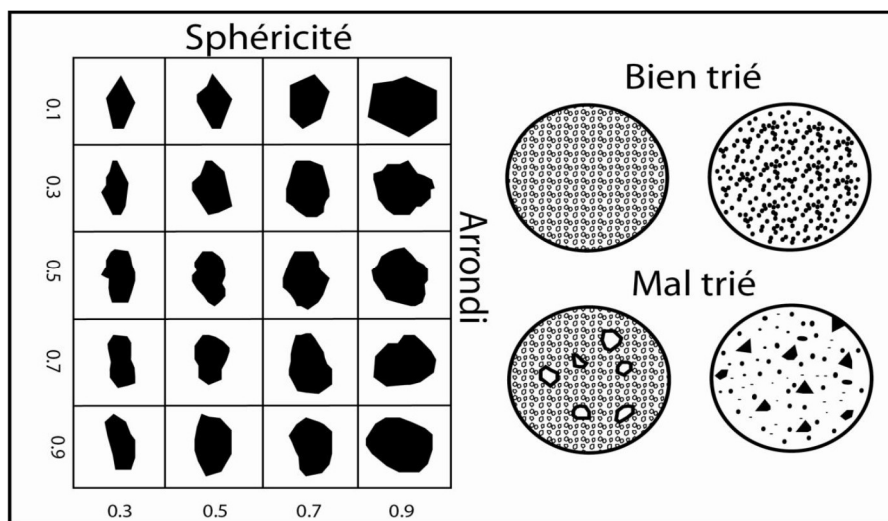 Sphéricité
0.1
0.3
0.5
0.7
0.9
0.3 0.5 0.7 0.9
Arrondi
Bien trié
Mal trié